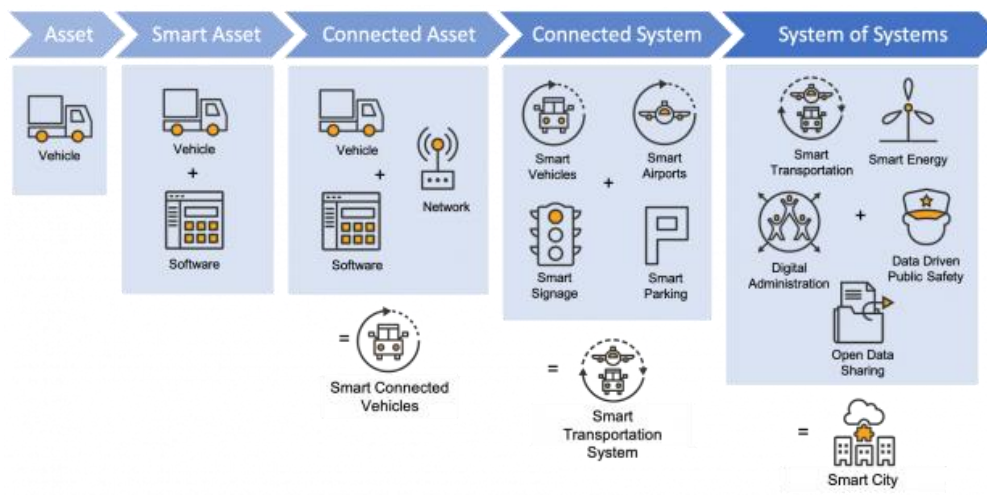 Asset
Smart Asset
Connected Asset
Connected System
System of Systems
Vehicle
Vehicle
+
Software
Vehicle
+
Network
Software
=
Smart Connected
Vehicles
Smart
Vehicles
+
Smart
Airports
Smart
Signage
Smart
Parking
=
Smart
Transportation
System
Smart
Transportation
Smart Energy
+
Digital
Administration
Data Driven
Public Safety
Open Data
Sharing
=
Smart City